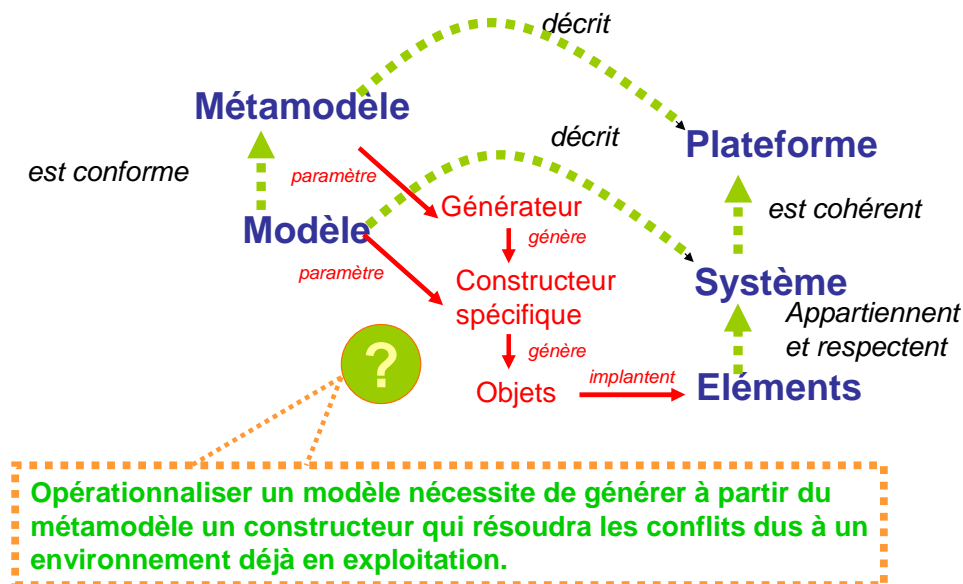 décrit
Métamodèle
décrit
Plateforme
est conforme
paramètre
Générateur
est cohérent
Modèle
génère
paramètre
Constructeur
spécifique
Système
Appartiennent
et respectent
génère
?
Objets
implantent
Eléments
Opérationnaliser un modèle nécessite de générer à partir du
métamodèle un constructeur qui résoudra les conflits dus à un
environnement déjà en exploitation.